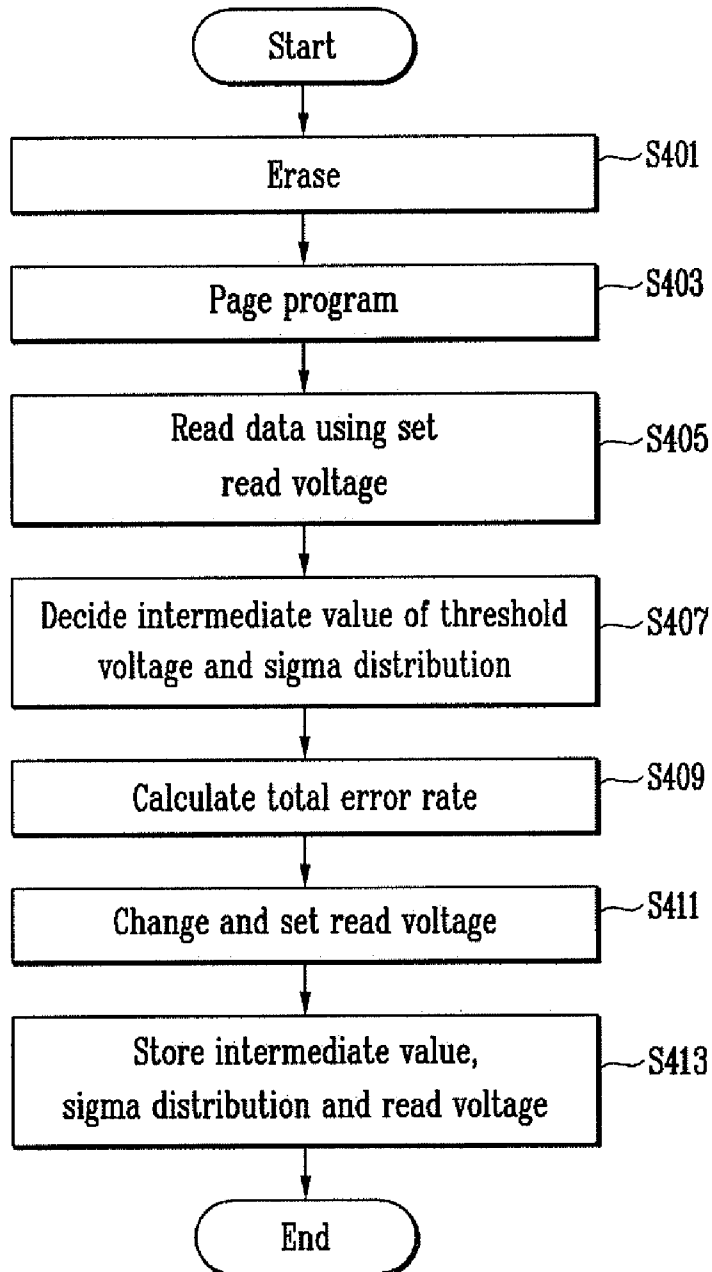 Start
Erase
S401
Page program
S403
Read data using set
read voltage
S405
Decide intermediate value of threshold
voltage and sigma distribution
S407
Calculate total error rate
S409
Change and set read voltage
S411
Store intermediate value,
sigma distribution and read voltage
S413
End